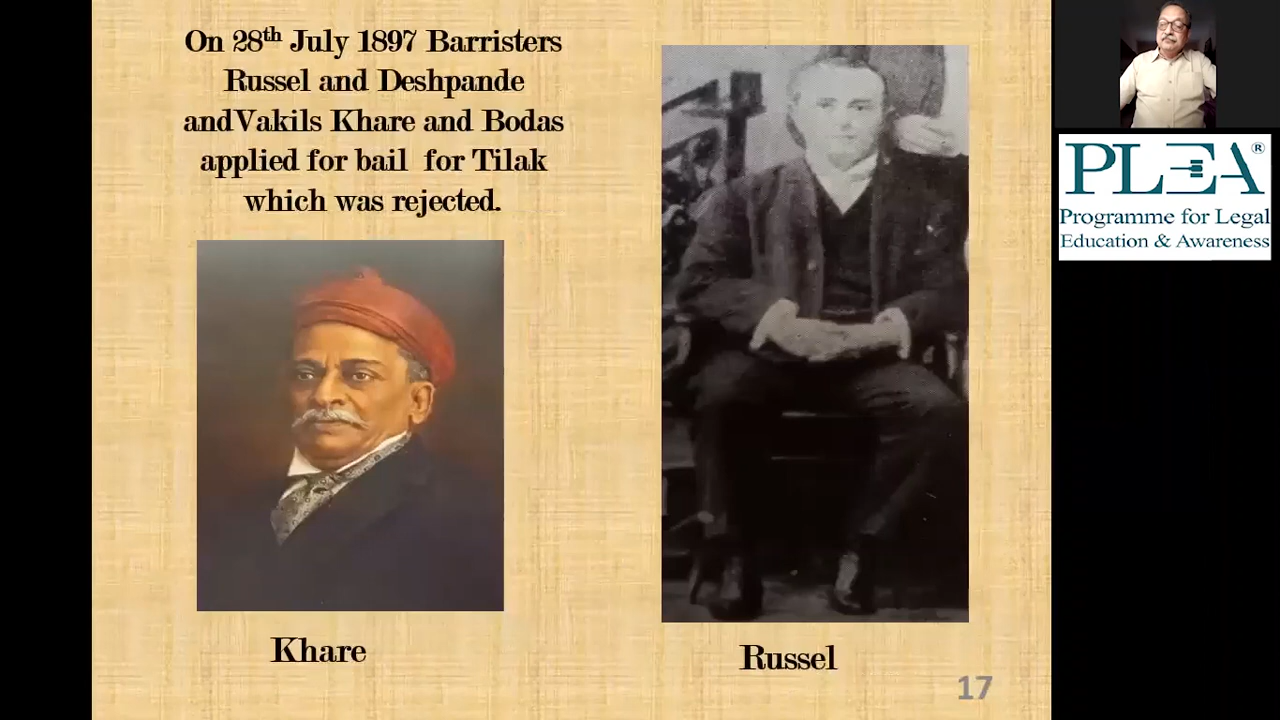 On 28th July 1897 Barristers
Russel and Deshpande
andVakils Khare and Bodas
applied for bail  for Tilak
which was rejected.
Khare
Russel
17
PLEA®
Programme for Legal
Education & Awareness